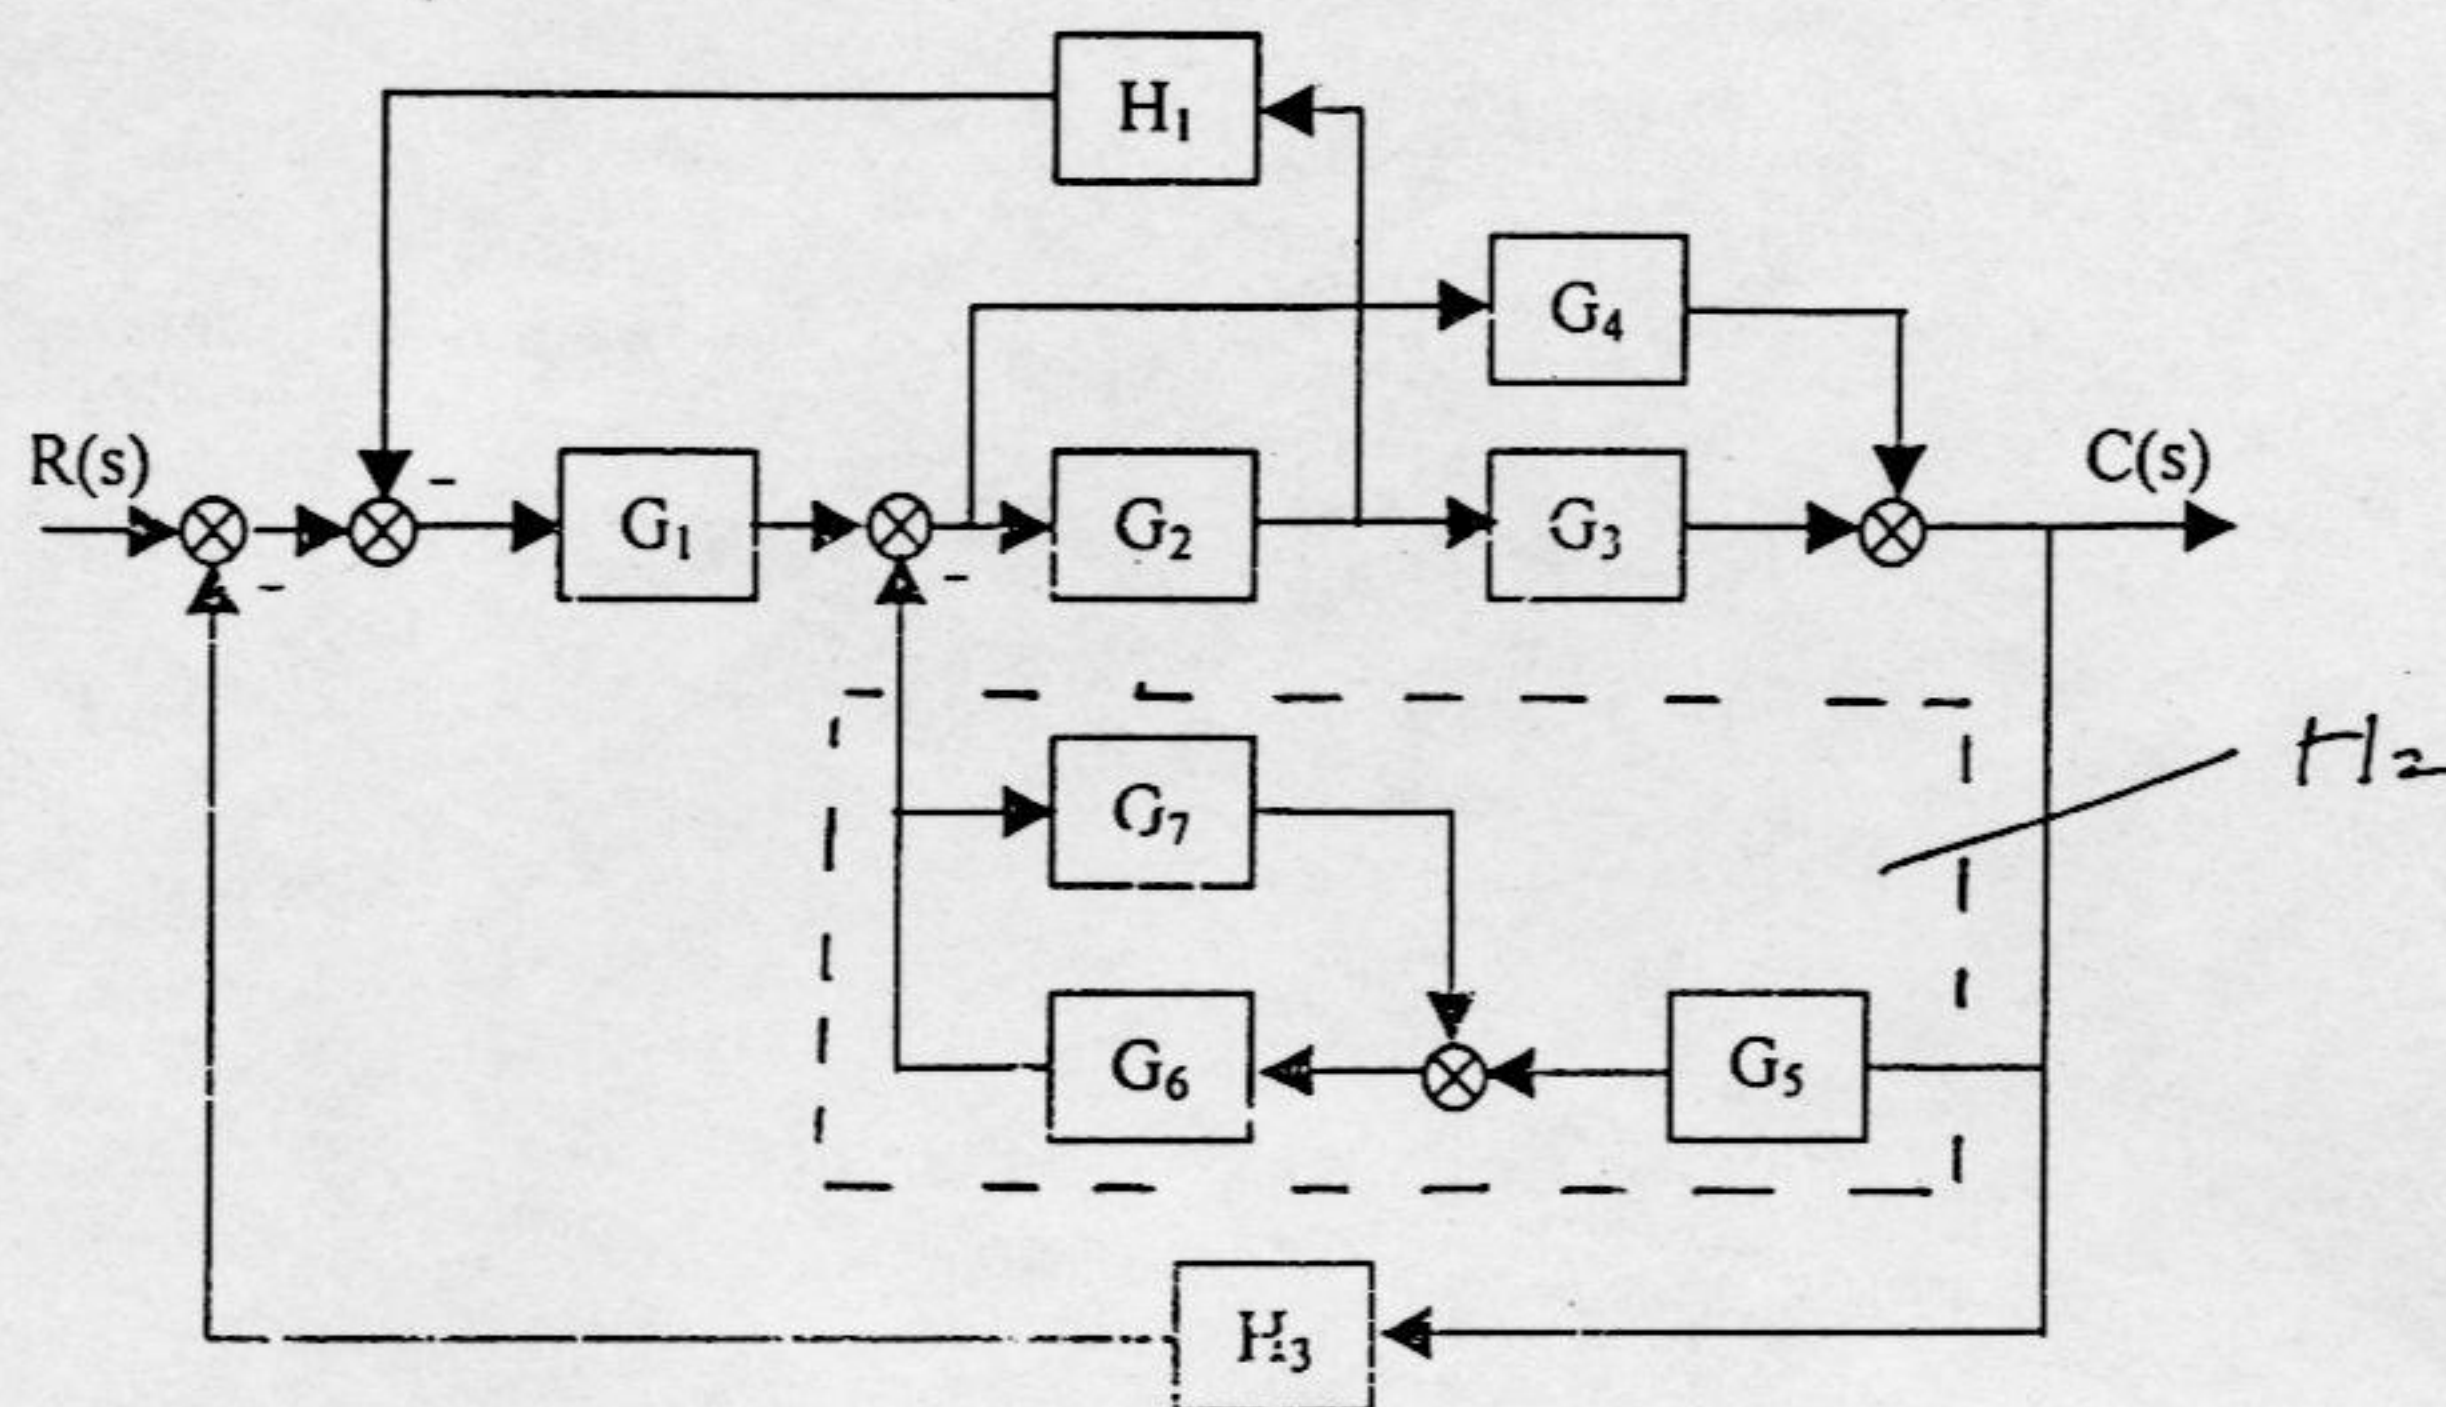 H₁
G₄
R(s)
-
G₁
G₂
G₃
C(s)
-
-
H₂
G₇
G₆
G₅
H₃